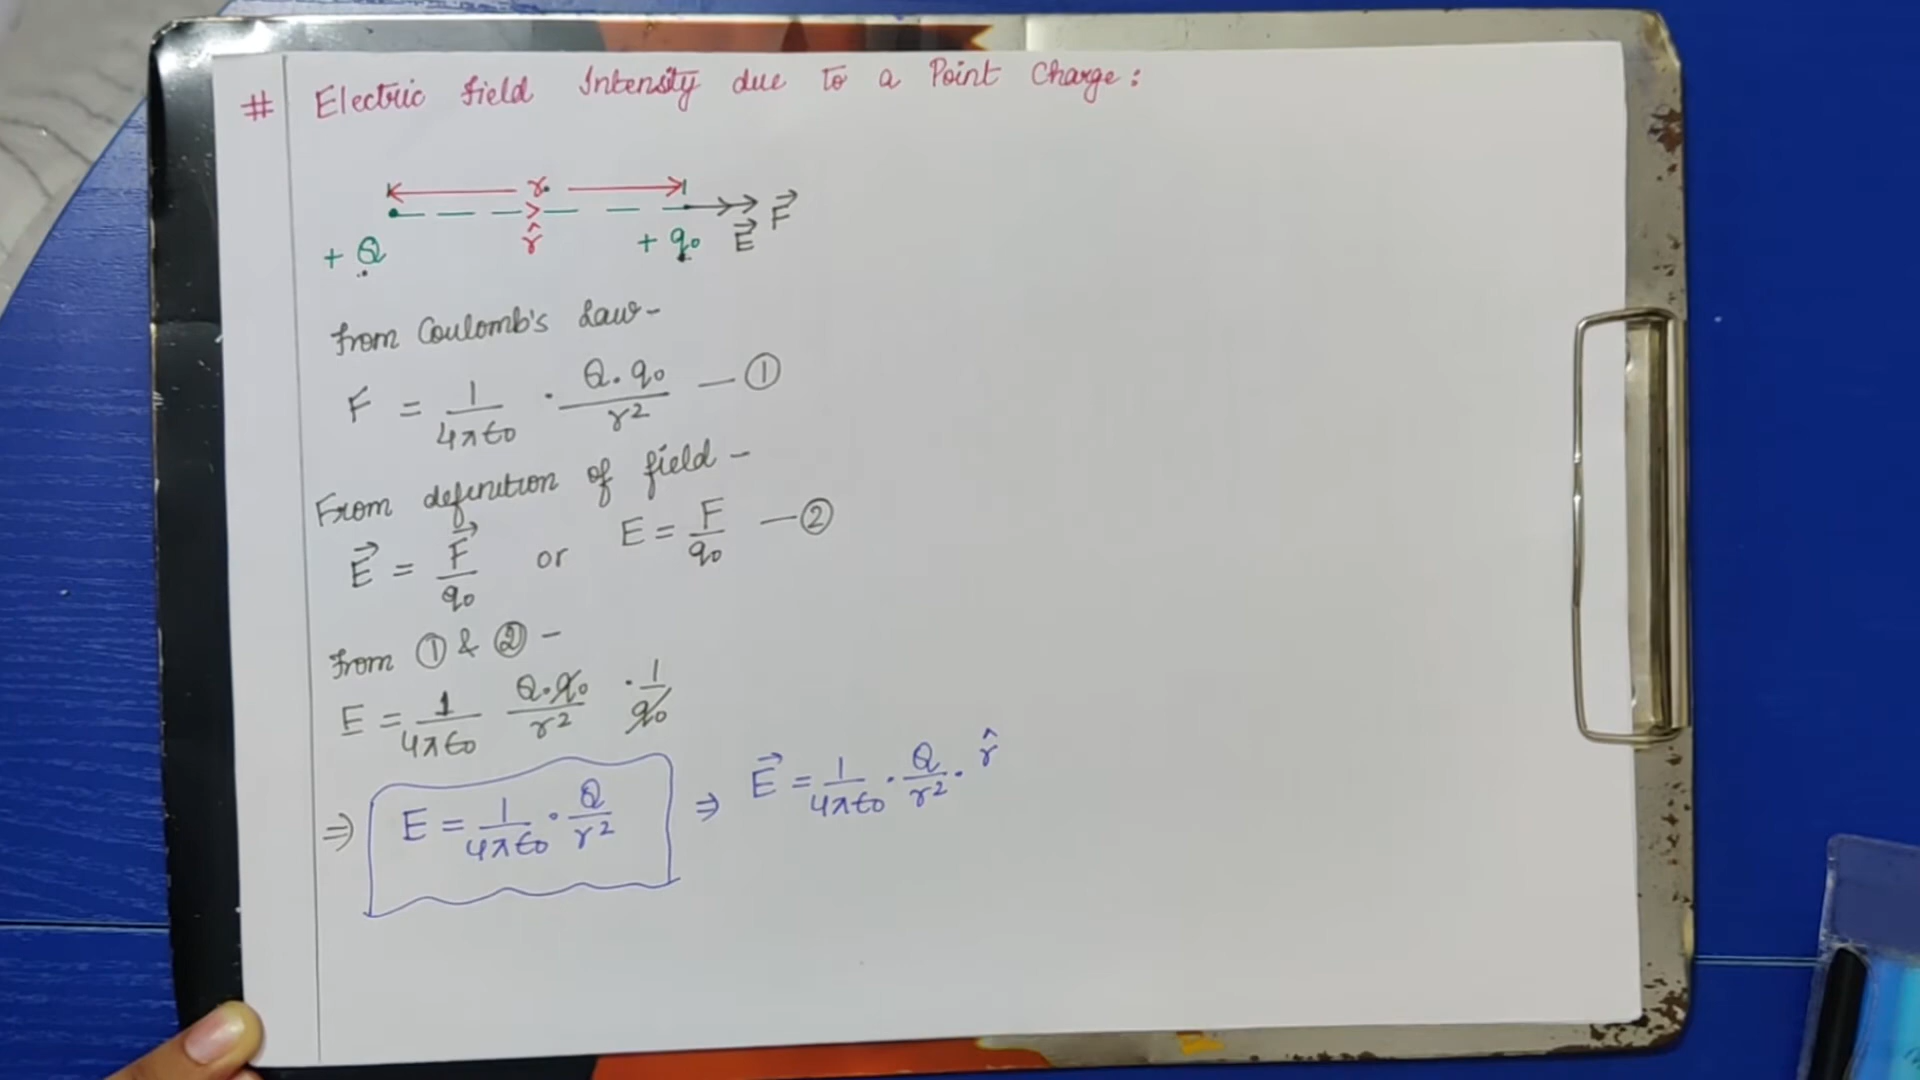 # Electric field Intensity due to a Point Charge:
r
+ Q r̂ + q₀ E⃗ F⃗
from Coulomb's Law-
F = 1/4πε₀ · Q.q₀/r² — ①
From definition of field -
E⃗ = F⃗/q₀ or E = F/q₀ — ②
from ① & ② -
E = 1/4πε₀ Q.q₀/r² · 1/q₀
⇒ E = 1/4πε₀ · Q/r² ⇒ E⃗ = 1/4πε₀ · Q/r² · r̂